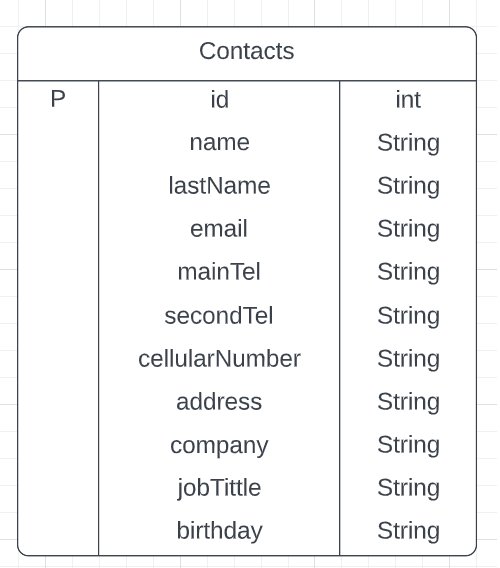 Contacts
P id int
name String
lastName String
email String
mainTel String
secondTel String
cellularNumber String
address String
company String
jobTittle String
birthday String